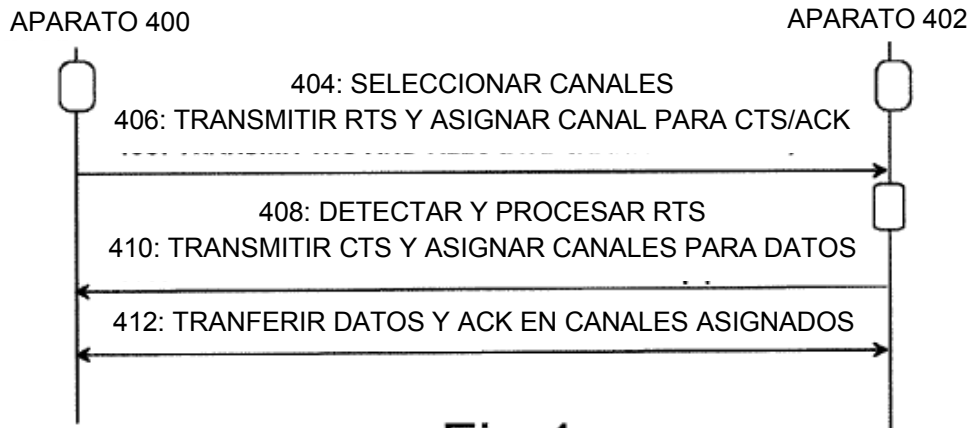 APARATO 400
APARATO 402
404: SELECCIONAR CANALES
406: TRANSMITIR RTS Y ASIGNAR CANAL PARA CTS/ACK
408: DETECTAR Y PROCESAR RTS
410: TRANSMITIR CTS Y ASIGNAR CANALES PARA DATOS
412: TRANFERIR DATOS Y ACK EN CANALES ASIGNADOS